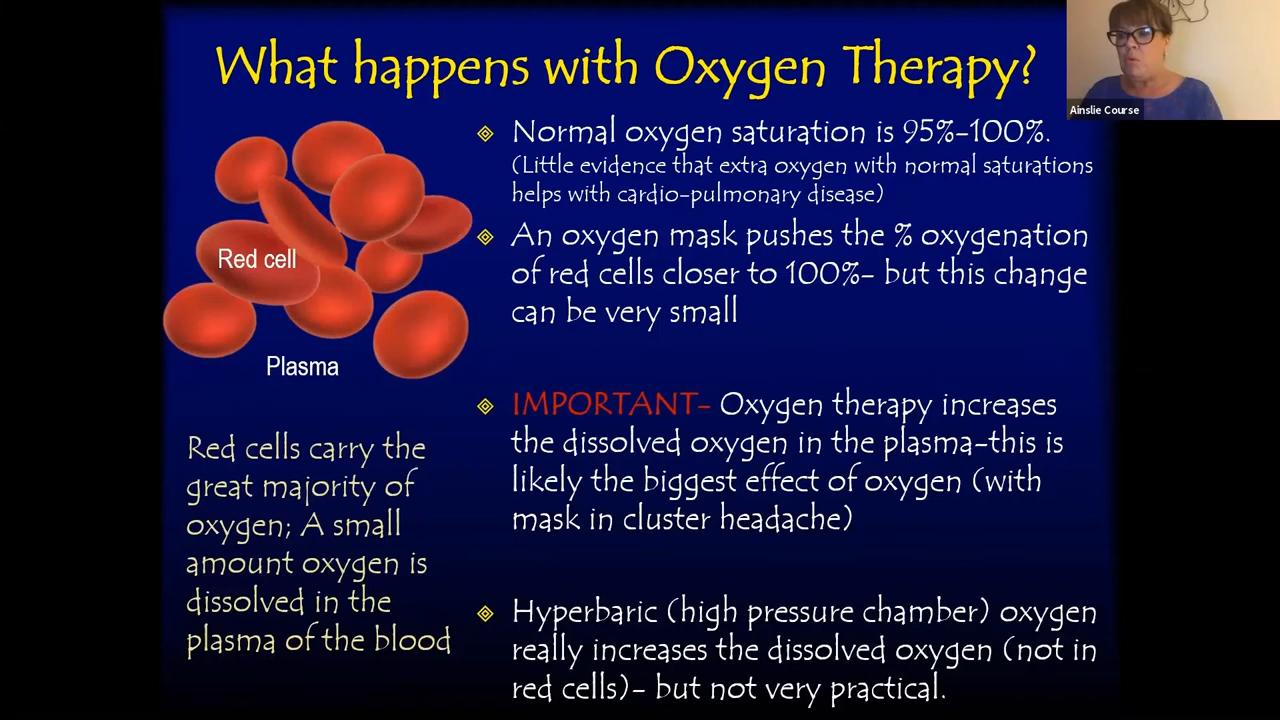 What happens with Oxygen Therapy?
Ainslie Course
Normal oxygen saturation is 95%-100%.
(Little evidence that extra oxygen with normal saturations
helps with cardio-pulmonary disease)
An oxygen mask pushes the % oxygenation
of red cells closer to 100%- but this change
can be very small
IMPORTANT- Oxygen therapy increases
the dissolved oxygen in the plasma-this is
likely the biggest effect of oxygen (with
mask in cluster headache)
Hyperbaric (high pressure chamber) oxygen
really increases the dissolved oxygen (not in
red cells)- but not very practical.
Red cell
Plasma
Red cells carry the
great majority of
oxygen; A small
amount oxygen is
dissolved in the
plasma of the blood